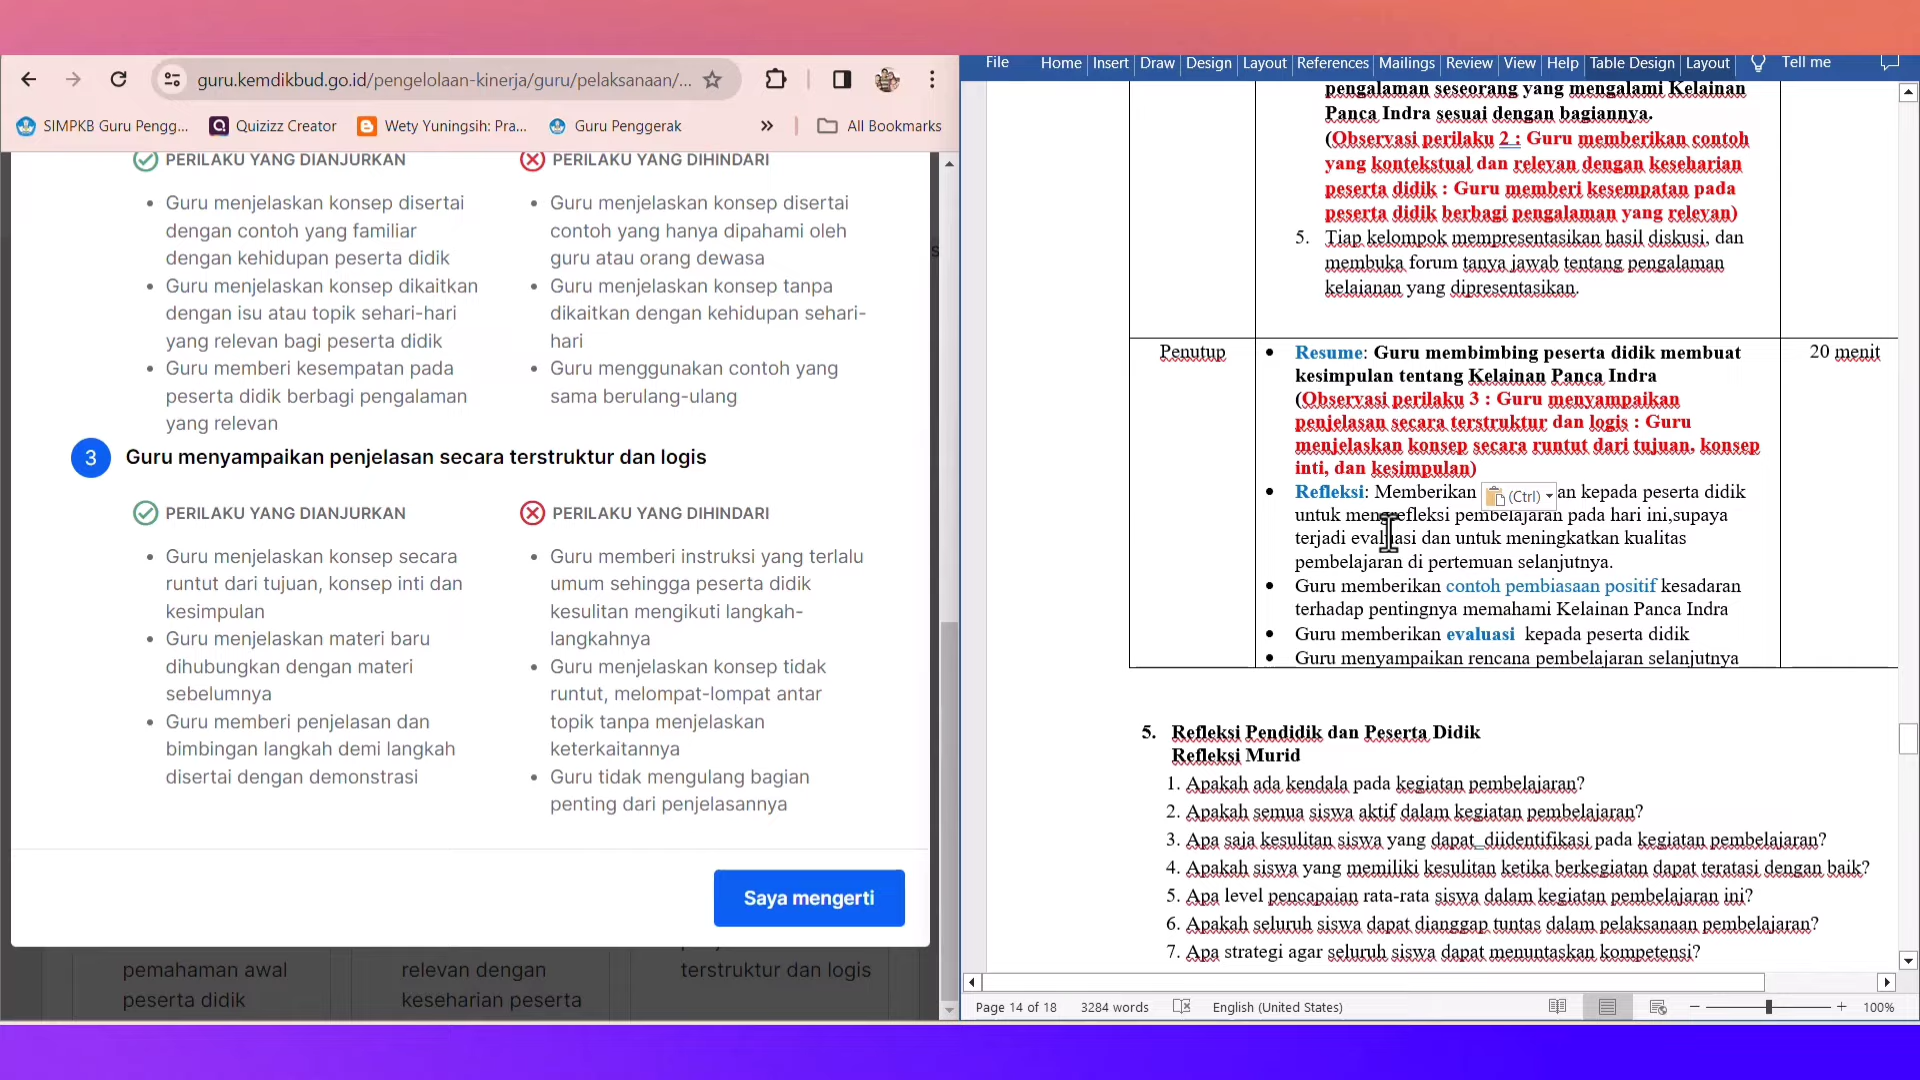 guru.kemdikbud.go.id/pengelolaan-kinerja/guru/pelaksanaan/...
SIMPKB Guru Pengg...
Quizizz Creator
Wety Yuningsih: Pra...
Guru Penggerak
»
All Bookmarks
PERILAKU YANG DIANJURKAN
• Guru menjelaskan konsep disertai
dengan contoh yang familiar
dengan kehidupan peserta didik
• Guru menjelaskan konsep dikaitkan
dengan isu atau topik sehari-hari
yang relevan bagi peserta didik
• Guru memberi kesempatan pada
peserta didik berbagi pengalaman
yang relevan
PERILAKU YANG DIHINDARI
• Guru menjelaskan konsep disertai
contoh yang hanya dipahami oleh
guru atau orang dewasa
• Guru menjelaskan konsep tanpa
dikaitkan dengan kehidupan sehari-
hari
• Guru menggunakan contoh yang
sama berulang-ulang
3 Guru menyampaikan penjelasan secara terstruktur dan logis
PERILAKU YANG DIANJURKAN
• Guru menjelaskan konsep secara
runtut dari tujuan, konsep inti dan
kesimpulan
• Guru menjelaskan materi baru
dihubungkan dengan materi
sebelumnya
• Guru memberi penjelasan dan
bimbingan langkah demi langkah
disertai dengan demonstrasi
PERILAKU YANG DIHINDARI
• Guru memberi instruksi yang terlalu
umum sehingga peserta didik
kesulitan mengikuti langkah-
langkahnya
• Guru menjelaskan konsep tidak
runtut, melompat-lompat antar
topik tanpa menjelaskan
keterkaitannya
• Guru tidak mengulang bagian
penting dari penjelasannya
Saya mengerti
pemahaman awal
peserta didik
relevan dengan
keseharian peserta
terstruktur dan logis
File Home Insert Draw Design Layout References Mailings Review View Help Table Design Layout Tell me
pengalaman seseorang yang mengalami Kelainan
Panca Indra sesuai dengan bagiannya.
(Observasi perilaku 2 : Guru memberikan contoh
yang kontekstual dan relevan dengan keseharian
peserta didik : Guru memberi kesempatan pada
peserta didik berbagi pengalaman yang relevan)
5. Tiap kelompok mempresentasikan hasil diskusi, dan
membuka forum tanya jawab tentang pengalaman
kelaianan yang dipresentasikan.
Penutup
• Resume: Guru membimbing peserta didik membuat
kesimpulan tentang Kelainan Panca Indra
(Observasi perilaku 3 : Guru menyampaikan
penjelasan secara terstruktur dan logis : Guru
menjelaskan konsep secara runtut dari tujuan, konsep
inti, dan kesimpulan)
• Refleksi: Memberikan (Ctrl) an kepada peserta didik
untuk mengrefleksi pembelajaran pada hari ini,supaya
terjadi evaluasi dan untuk meningkatkan kualitas
pembelajaran di pertemuan selanjutnya.
• Guru memberikan contoh pembiasaan positif kesadaran
terhadap pentingnya memahami Kelainan Panca Indra
• Guru memberikan evaluasi kepada peserta didik
• Guru menyampaikan rencana pembelajaran selanjutnya
20 menit
5. Refleksi Pendidik dan Peserta Didik
Refleksi Murid
1. Apakah ada kendala pada kegiatan pembelajaran?
2. Apakah semua siswa aktif dalam kegiatan pembelajaran?
3. Apa saja kesulitan siswa yang dapat diidentifikasi pada kegiatan pembelajaran?
4. Apakah siswa yang memiliki kesulitan ketika berkegiatan dapat teratasi dengan baik?
5. Apa level pencapaian rata-rata siswa dalam kegiatan pembelajaran ini?
6. Apakah seluruh siswa dapat dianggap tuntas dalam pelaksanaan pembelajaran?
7. Apa strategi agar seluruh siswa dapat menuntaskan kompetensi?
Page 14 of 18 3284 words English (United States) 100%